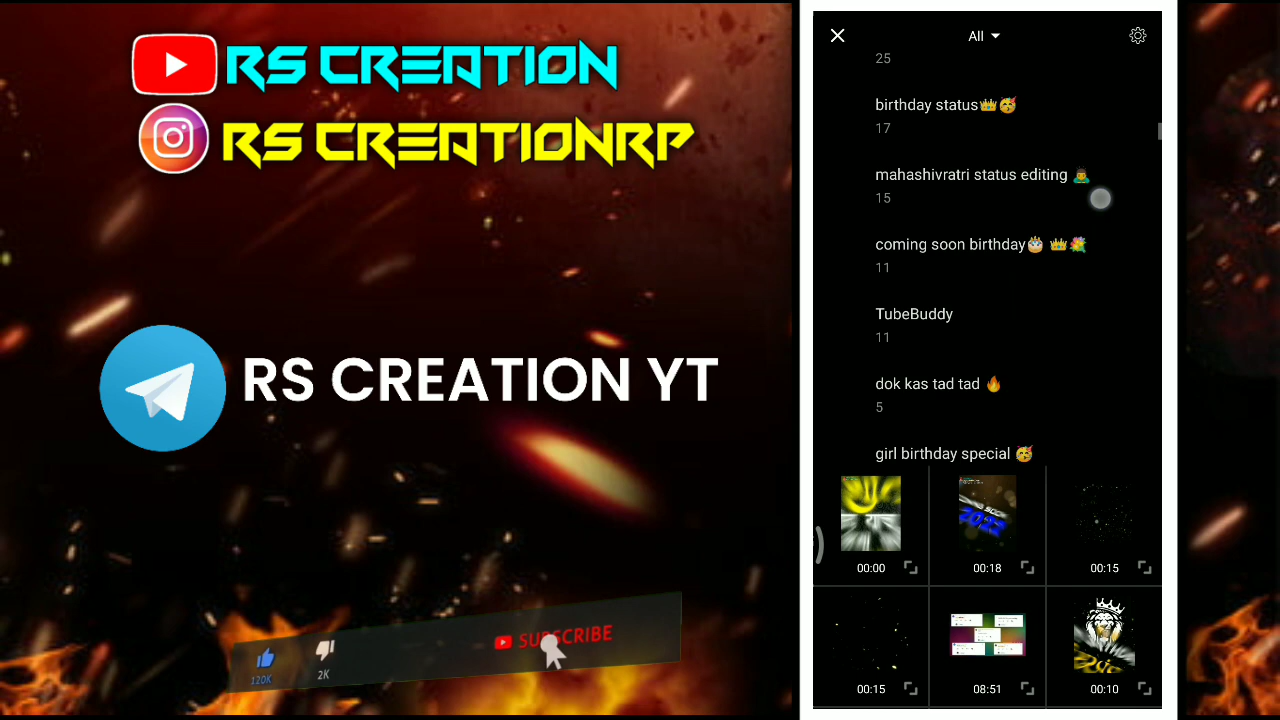 RS CREATION
RS CREATIONRP
RS CREATION YT
120K
2K
SUBSCRIBE
All
25
birthday status👑🥳
17
mahashivratri status editing 🙇‍♂️
15
coming soon birthday🎂 👑💐
11
TubeBuddy
11
dok kas tad tad 🔥
5
girl birthday special 🥳
2022
00:00
00:18
00:15
00:15
08:51
00:10